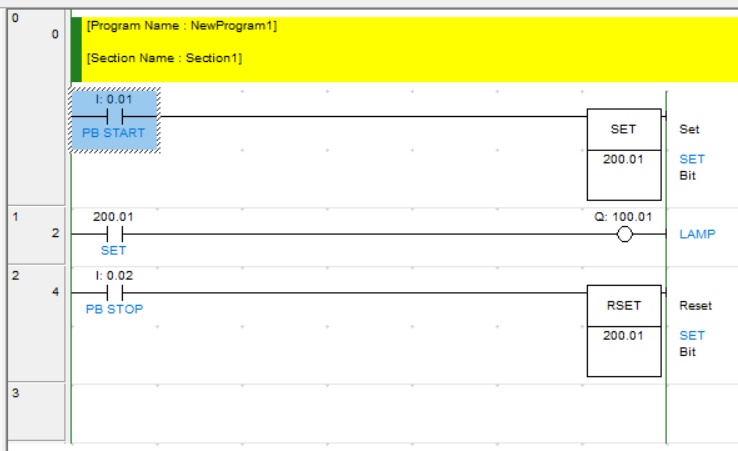 0
0
[Program Name : NewProgram1]
[Section Name : Section1]
I: 0.01
PB START
SET
Set
200.01
SET
Bit
1
2
200.01
SET
Q: 100.01
LAMP
2
4
I: 0.02
PB STOP
RSET
Reset
200.01
SET
Bit
3